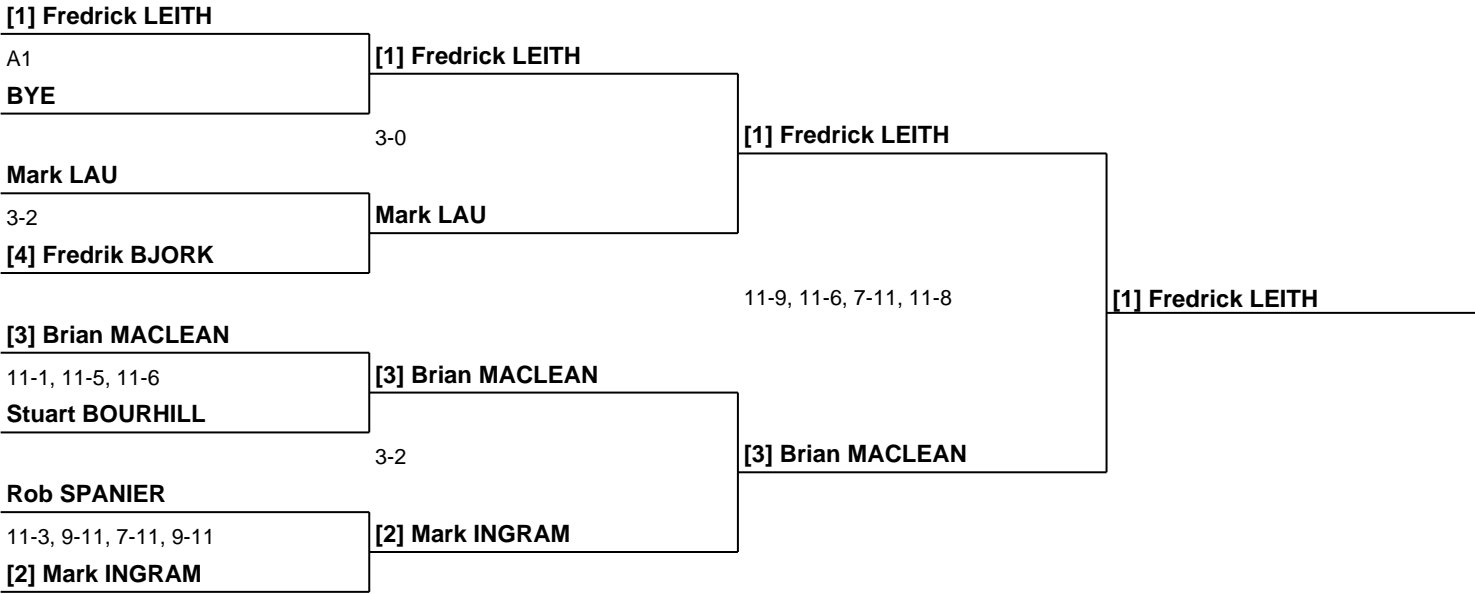 [1] Fredrick LEITH
A1
BYE
[1] Fredrick LEITH
3-0
[1] Fredrick LEITH
Mark LAU
3-2
[4] Fredrik BJORK
Mark LAU
11-9, 11-6, 7-11, 11-8
[1] Fredrick LEITH
[3] Brian MACLEAN
11-1, 11-5, 11-6
Stuart BOURHILL
[3] Brian MACLEAN
3-2
[3] Brian MACLEAN
Rob SPANIER
11-3, 9-11, 7-11, 9-11
[2] Mark INGRAM
[2] Mark INGRAM